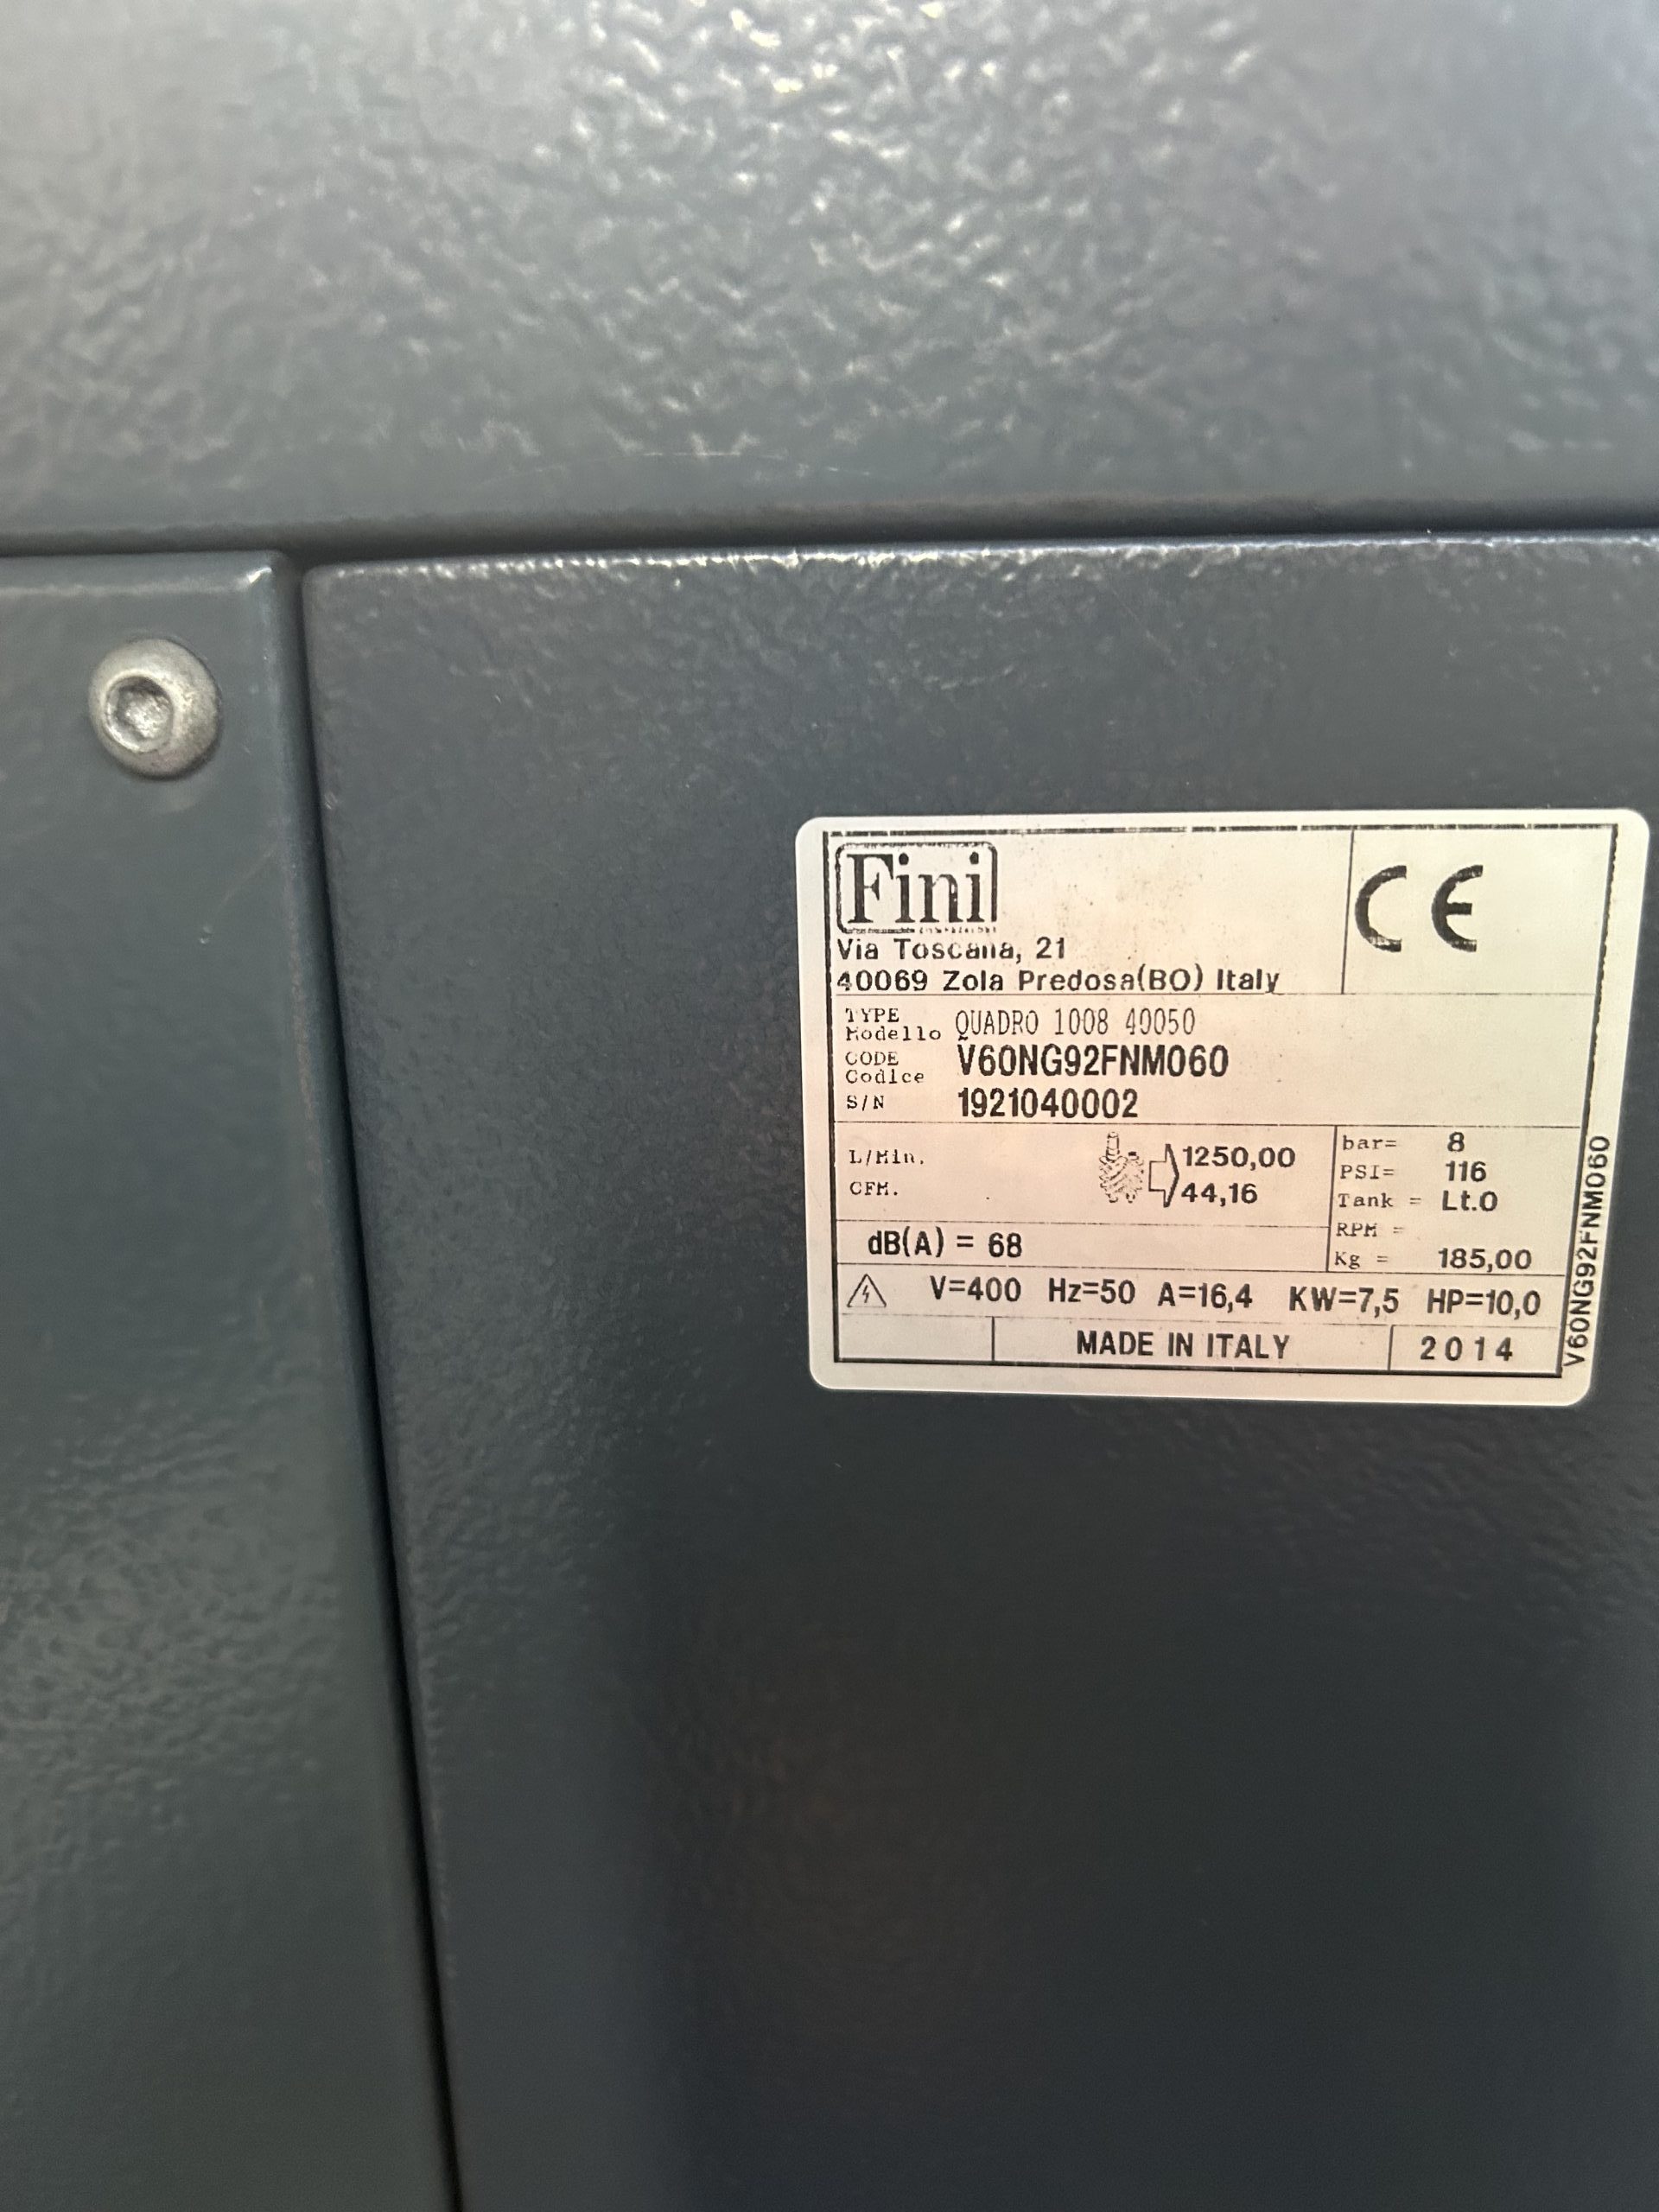 Fini
CE
Via Toscana, 21
40069 Zola Predosa(BO) Italy
TYPE
Modello QUADRO 1008 40050
CODE
Codice V60NG92FNM060
S/N 1921040002
L/Min. 1250,00
CFM. 44,16
bar= 8
PSI= 116
Tank = Lt.0
RPM =
Kg = 185,00
dB(A) = 68
V=400 Hz=50 A=16,4 KW=7,5 HP=10,0
MADE IN ITALY 2014
V60NG92FNM060